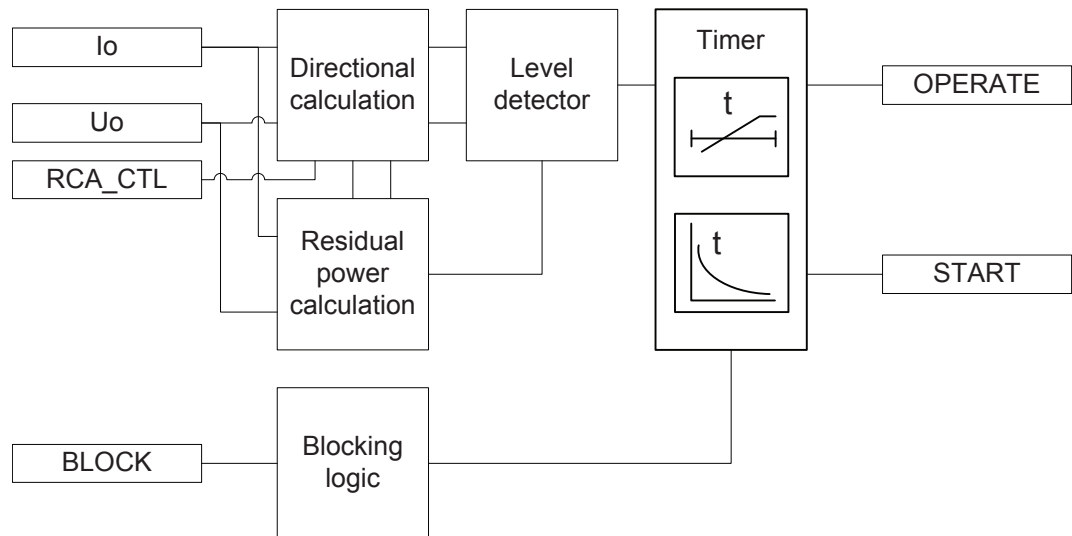 Io
Uo
RCA_CTL
Directional
calculation
Level
detector
Residual
power
calculation
Timer
t
t
OPERATE
START
BLOCK
Blocking
logic